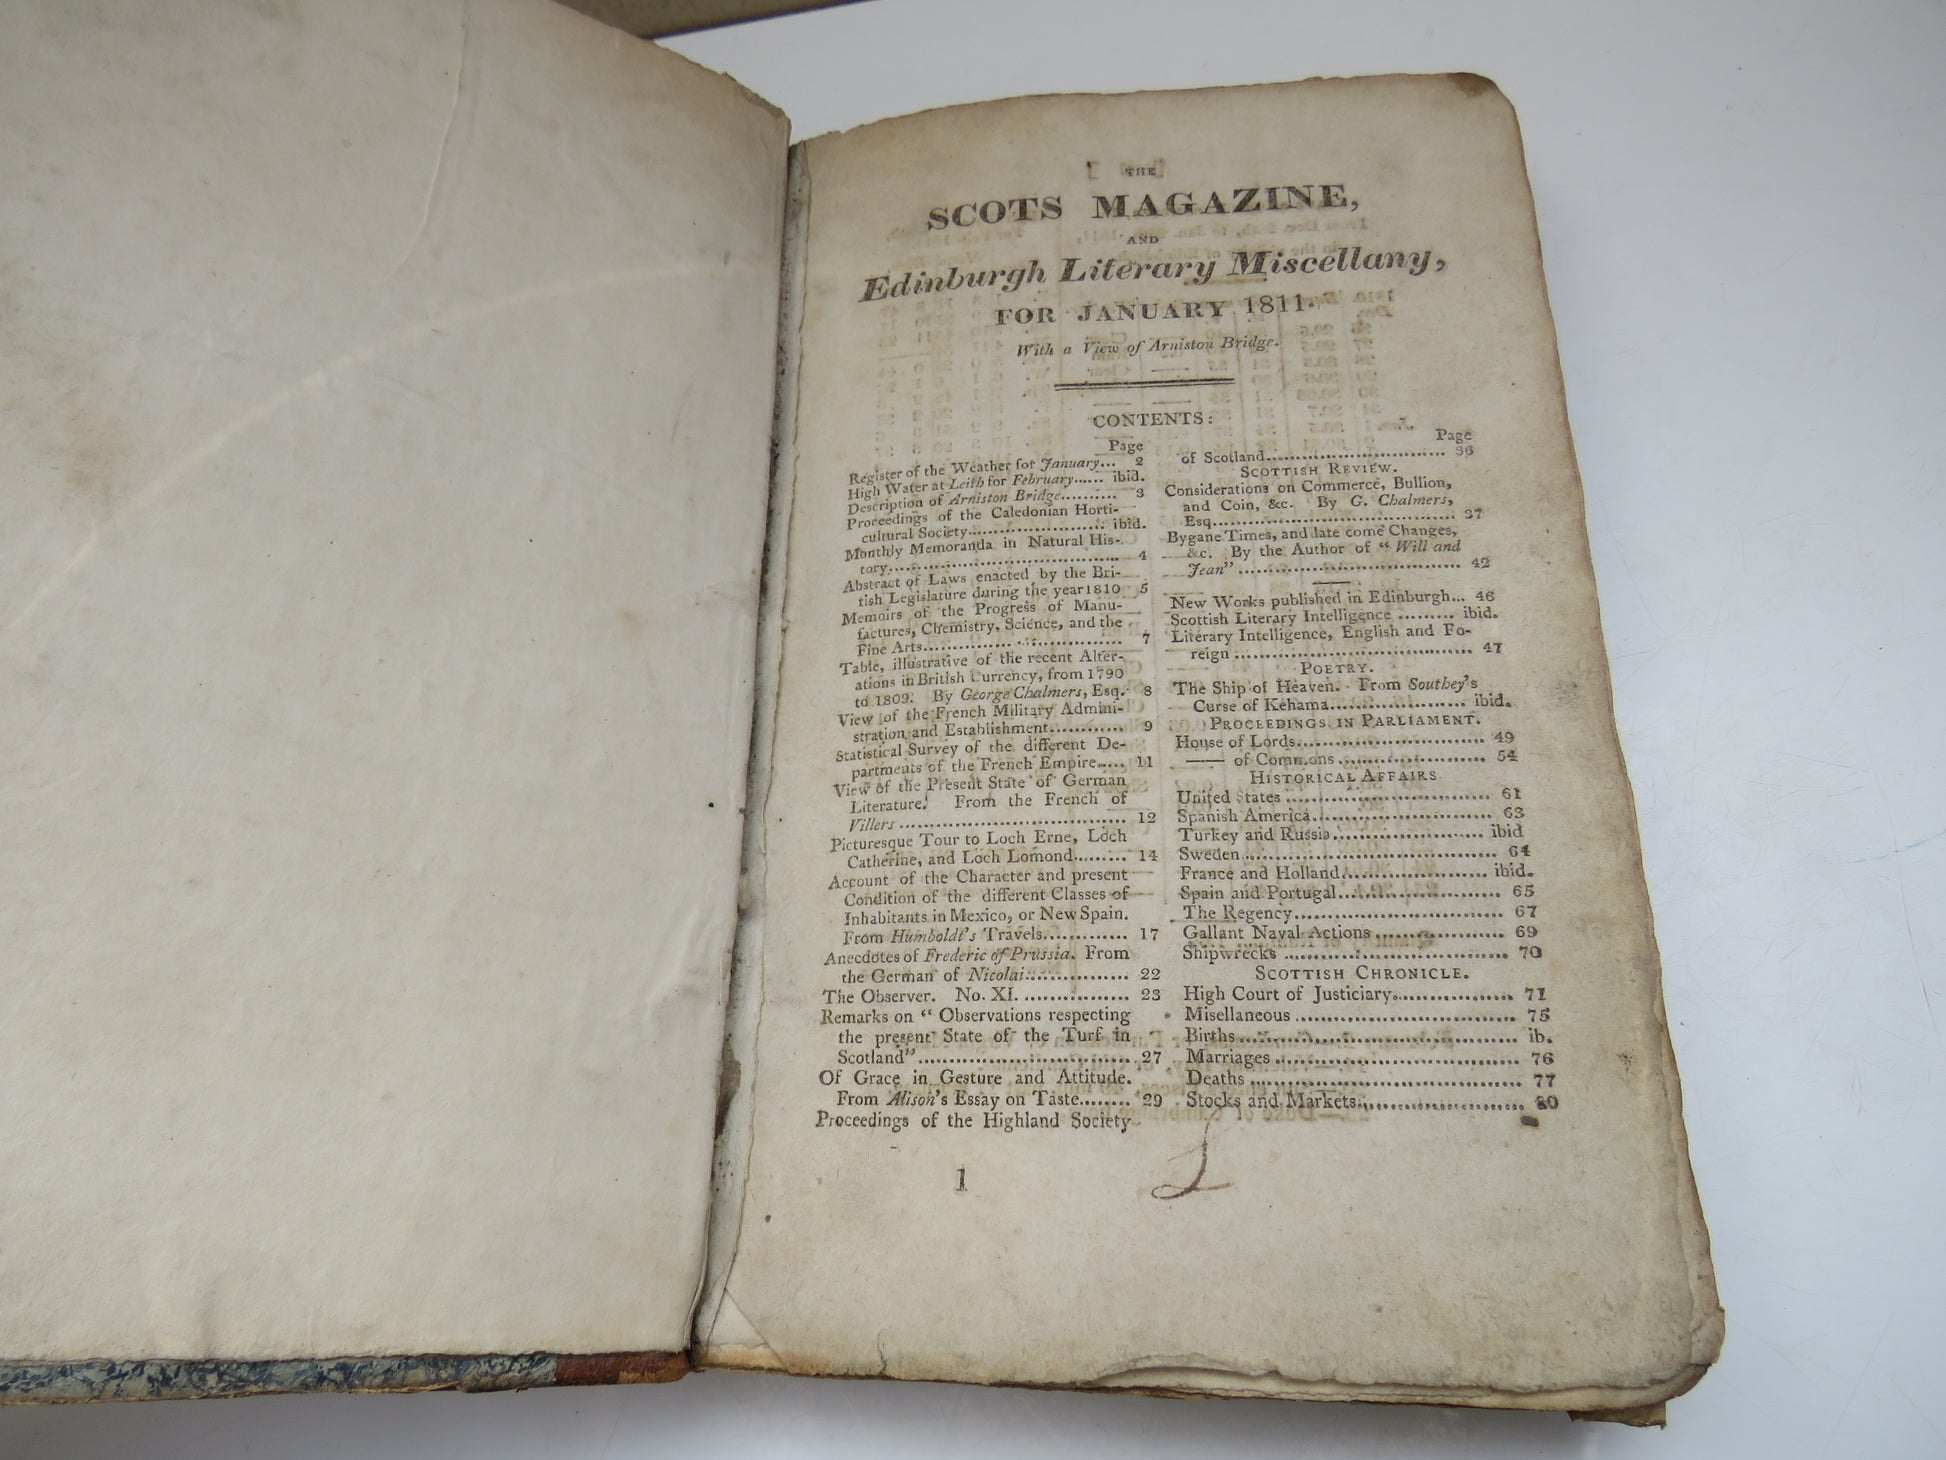 THE
SCOTS MAGAZINE,
AND
Edinburgh Literary Miscellany,
FOR JANUARY 1811.
With a View of Arniston Bridge.
CONTENTS:
Page
Register of the Weather for January... 2
High Water at Leith for February...... ibid.
Description of Arniston Bridge.......... 3
Proceedings of the Caledonian Horti-
cultural Society........................ ibid.
Monthly Memoranda in Natural His-
tory........................................ 4
Abstract of Laws enacted by the Bri-
tish Legislature during the year 1810 5
Memoirs of the Progress of Manu-
factures, Chemistry, Science, and the
Fine Arts.................................. 7
Table, illustrative of the recent Alter-
ations in British Currency, from 1790
to 1809. By George Chalmers, Esq. 8
View of the French Military Admini-
stration and Establishment............ 9
Statistical Survey of the different De-
partments of the French Empire..... 11
View of the Present State of German
Literature. From the French of
Villers .................................. 12
Picturesque Tour to Loch Erne, Loch
Catherine, and Loch Lomond......... 14
Account of the Character and present
Condition of the different Classes of
Inhabitants in Mexico, or New Spain.
From Humboldt's Travels............. 17
Anecdotes of Frederic of Prussia. From
the German of Nicolai................ 22
The Observer. No. XI. ................ 23
Remarks on “ Observations respecting
the present State of the Turf in
Scotland”............................... 27
Of Grace in Gesture and Attitude.
From Alison's Essay on Taste........ 29
Proceedings of the Highland Society
Page
of Scotland............................ 36
SCOTTISH REVIEW.
Considerations on Commerce, Bullion,
and Coin, &c. By G. Chalmers,
Esq...................................... 37
Bygane Times, and late come Changes,
&c. By the Author of “ Will and
Jean” .................................. 42
New Works published in Edinburgh... 46
Scottish Literary Intelligence ......... ibid.
Literary Intelligence, English and Fo-
reign .................................... 47
POETRY.
The Ship of Heaven. From Southey's
Curse of Kehama.................... ibid.
PROCEEDINGS IN PARLIAMENT.
House of Lords............................ 49
—— of Commons ...................... 54
HISTORICAL AFFAIRS
United States .............................. 61
Spanish America........................... 63
Turkey and Russia....................... ibid
Sweden..................................... 64
France and Holland...................... ibid.
Spain and Portugal......................... 65
The Regency.............................. 67
Gallant Naval Actions .................. 69
Shipwrecks ................................ 70
SCOTTISH CHRONICLE.
High Court of Justiciary.................. 71
Misellaneous ................................ 75
Births......................................... ib.
Marriages .................................... 76
Deaths ....................................... 77
Stocks and Markets........................ 80
1